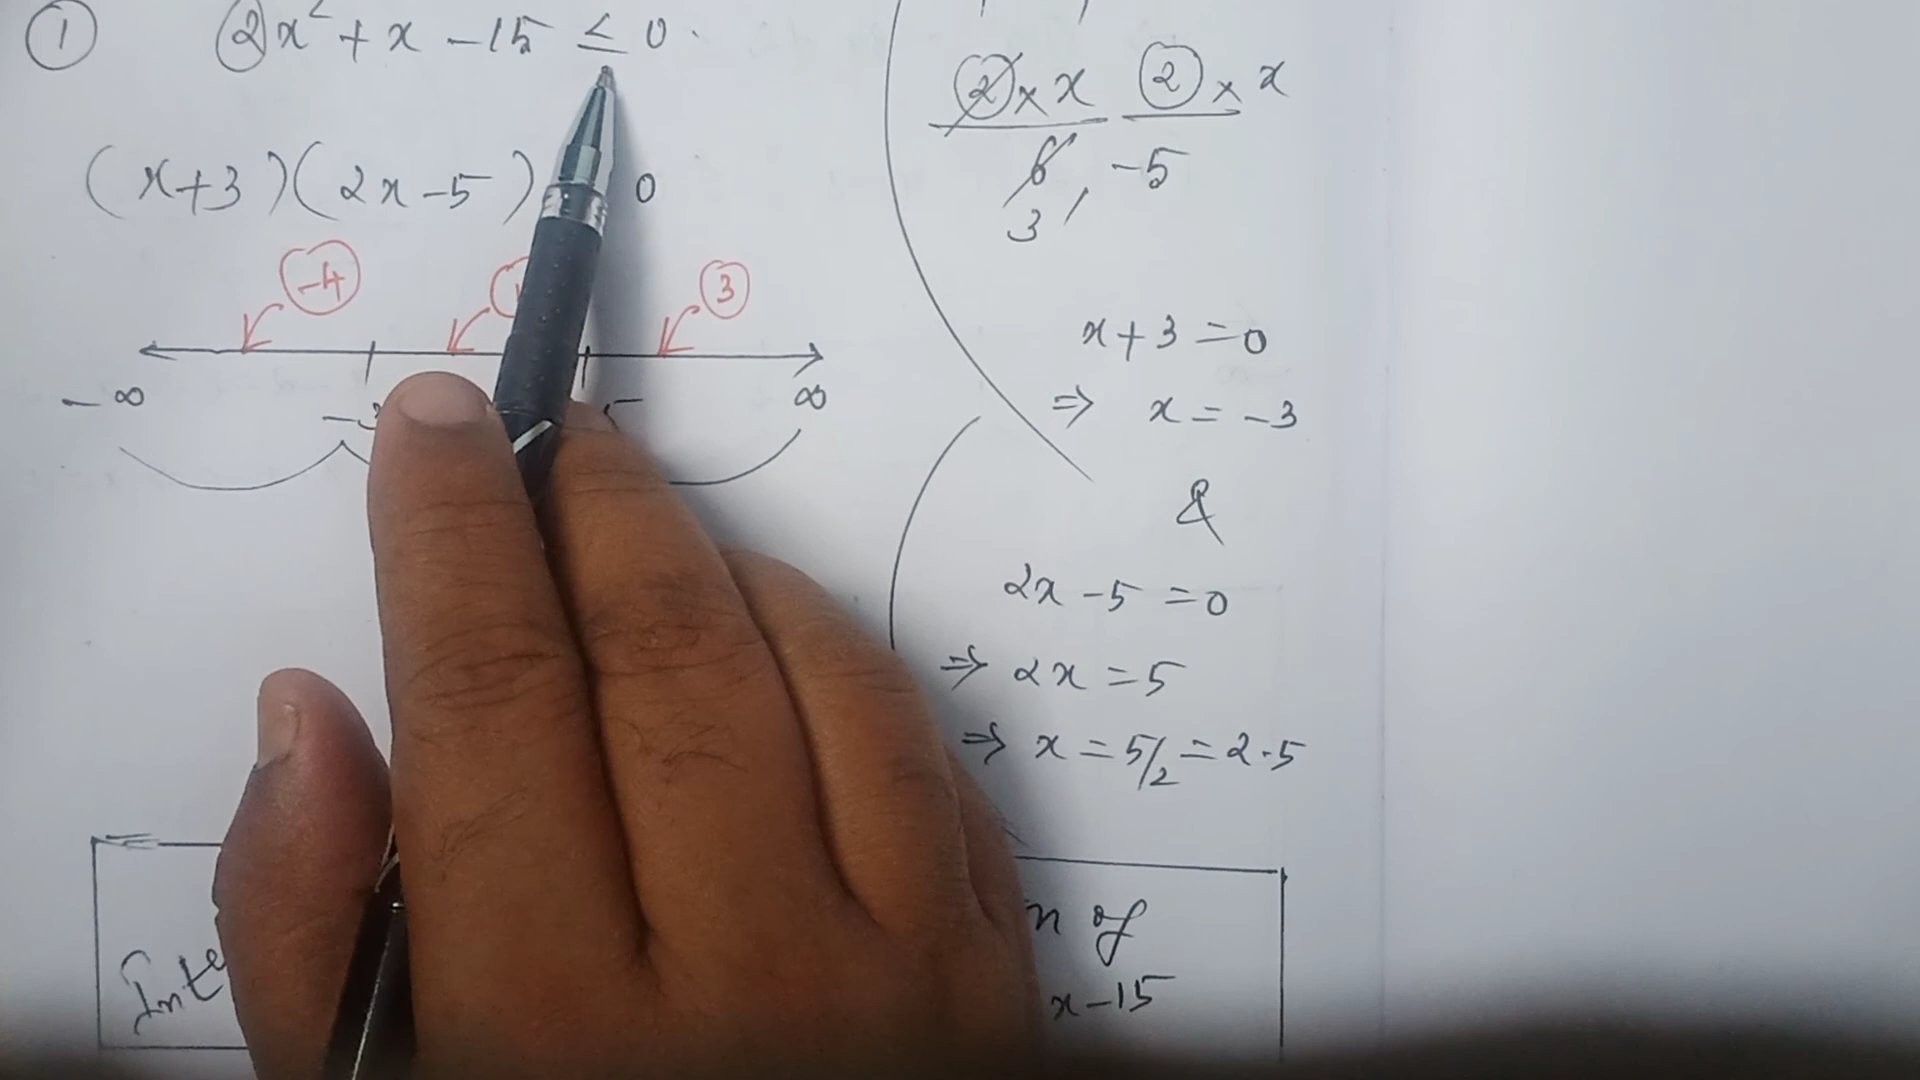 ① 2x² + x - 15 ≤ 0
(x+3)(2x-5) 0
-4 3
-∞ -3 ∞
2×x 2×x
6, -5
3
x+3 = 0
⇒ x = -3
&
2x - 5 = 0
⇒ 2x = 5
⇒ x = 5/2 = 2.5
of
x-15